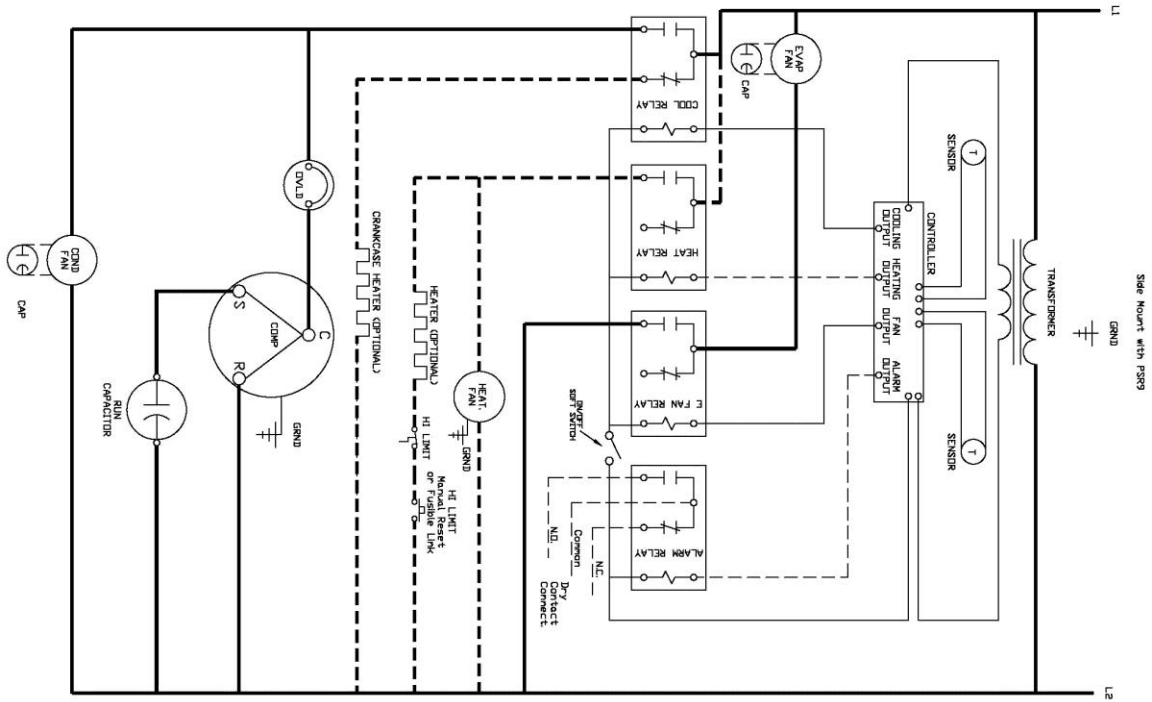 Side Mount with PSR9
L1
GRND
L2
TRANSFORMER
SENSOR
T
SENSOR
T
CONTROLLER
COOLING
OUTPUT
HEATING
OUTPUT
FAN
OUTPUT
ALARM
OUTPUT
EVAP
FAN
CAP
COOL RELAY
HEAT RELAY
E FAN RELAY
ALARM RELAY
ON/OFF
SOFT SWITCH
N.O.
Common
N.C.
Dry
Contact
Connect
HEAT.
FAN
GRND
HEATER (OPTIONAL)
HI LIMIT
HI LIMIT
Manual Reset
or Fusible Link
CRANKCASE HEATER (OPTIONAL)
OVLD
C
COMP
S
R
GRND
RUN
CAPACITOR
COND
FAN
CAP